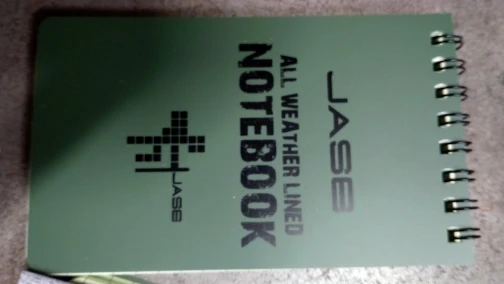 JASB
ALL WEATHER LINED
NOTEBOOK
JASB